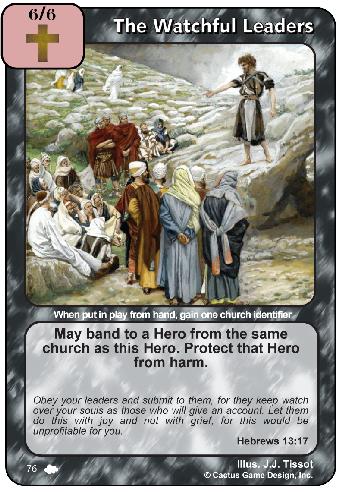 6/6
The Watchful Leaders
When put in play from hand, gain one church identifier
May band to a Hero from the same
church as this Hero. Protect that Hero
from harm.
Obey your leaders and submit to them, for they keep watch
over your souls as those who will give an account. Let them
do this with joy and not with grief, for this would be
unprofitable for you.
Hebrews 13:17
76
Illus. J.J. Tissot
© Cactus Game Design, Inc.